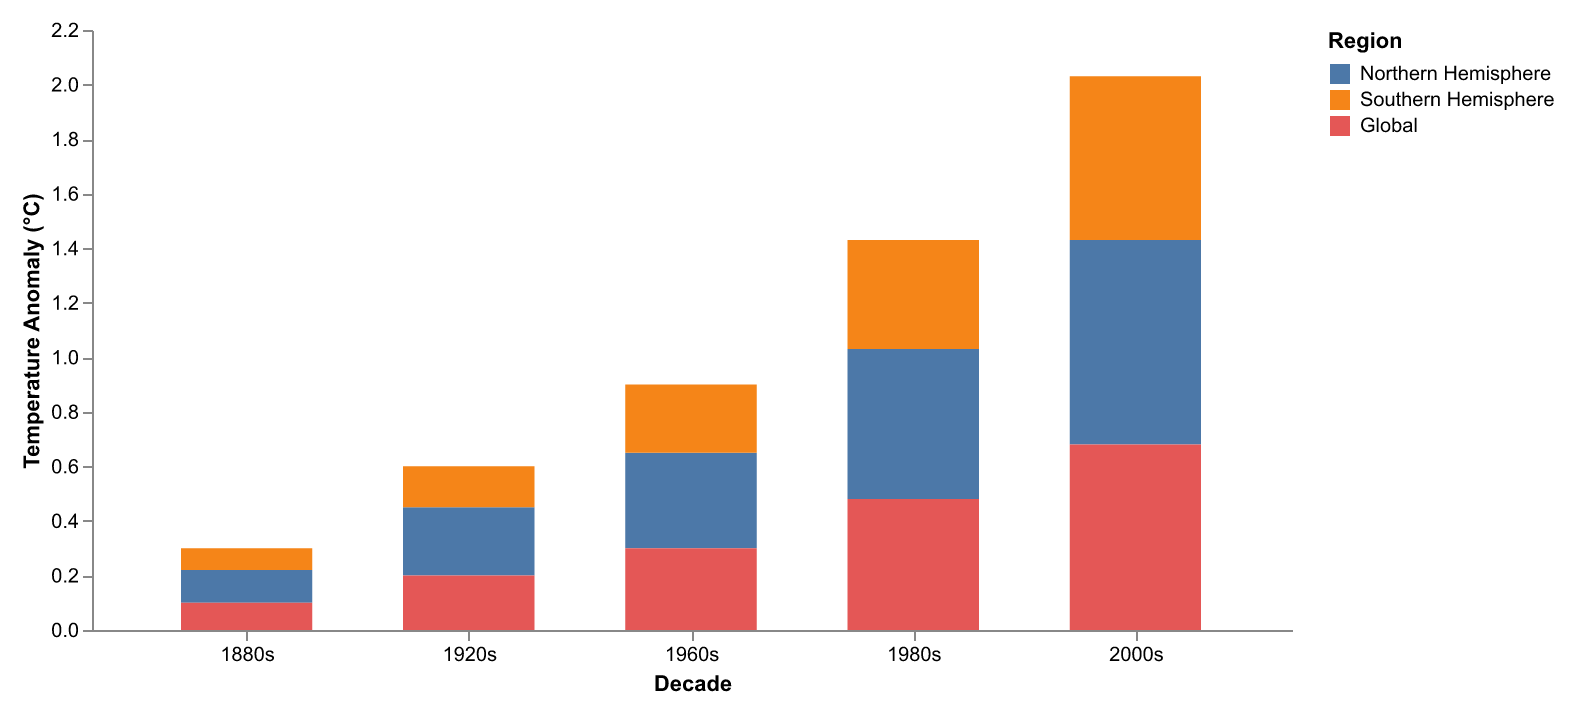 Temperature Anomaly (°C)
2.2
2.0
1.8
1.6
1.4
1.2
1.0
0.8
0.6
0.4
0.2
0.0
1880s
1920s
1960s
1980s
2000s
Decade
Region
Northern Hemisphere
Southern Hemisphere
Global